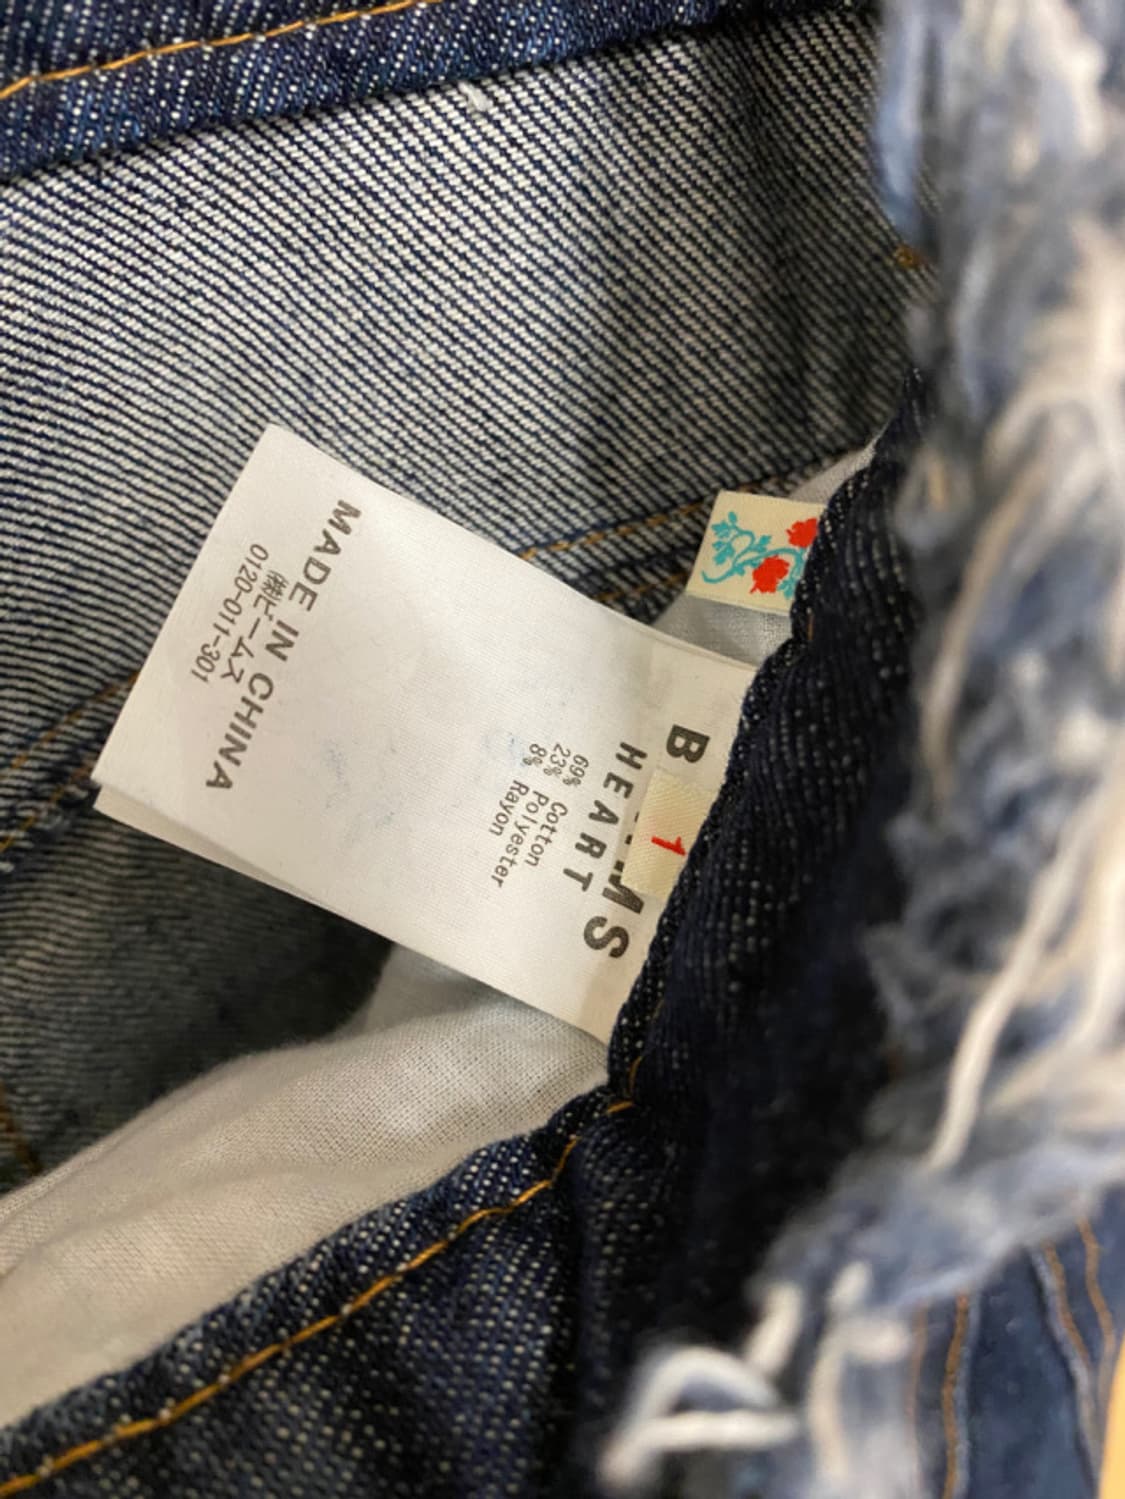 B MS
1
HEART
69% Cotton
23% Polyester
8% Rayon
MADE IN CHINA
㈱ビームス
0120-011-301